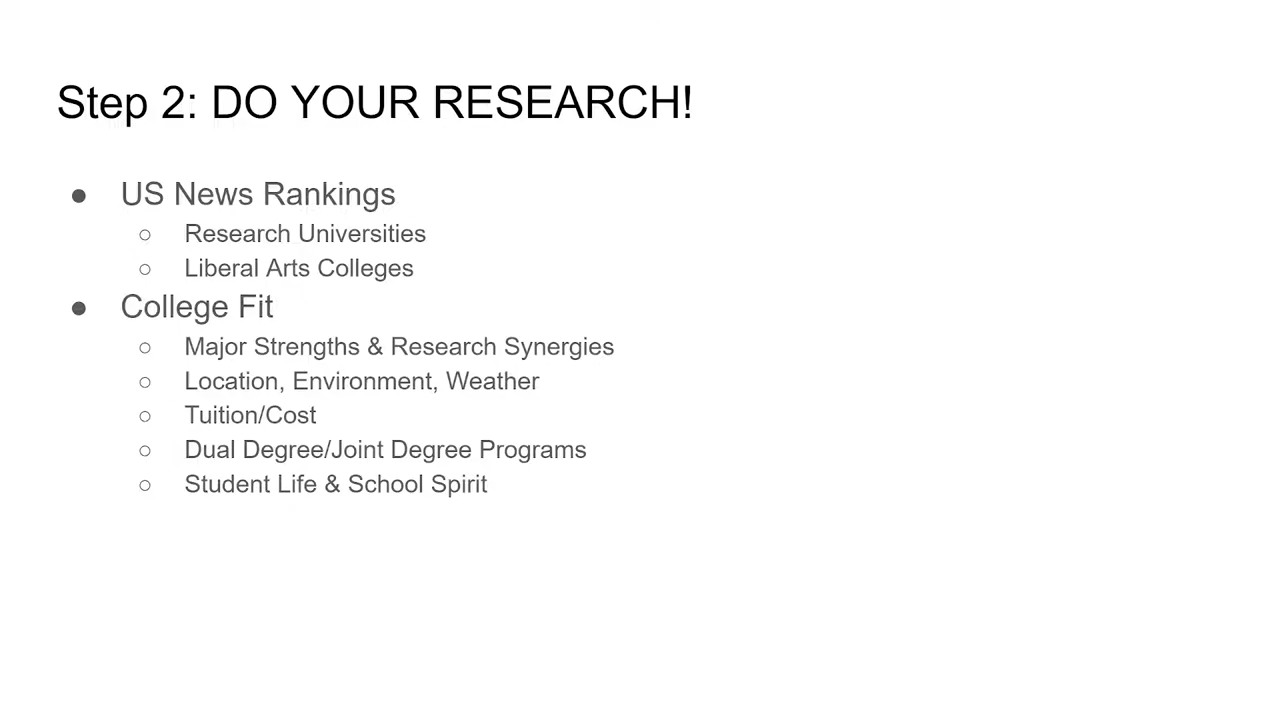 Step 2: DO YOUR RESEARCH!
● US News Rankings
○ Research Universities
○ Liberal Arts Colleges
● College Fit
○ Major Strengths & Research Synergies
○ Location, Environment, Weather
○ Tuition/Cost
○ Dual Degree/Joint Degree Programs
○ Student Life & School Spirit